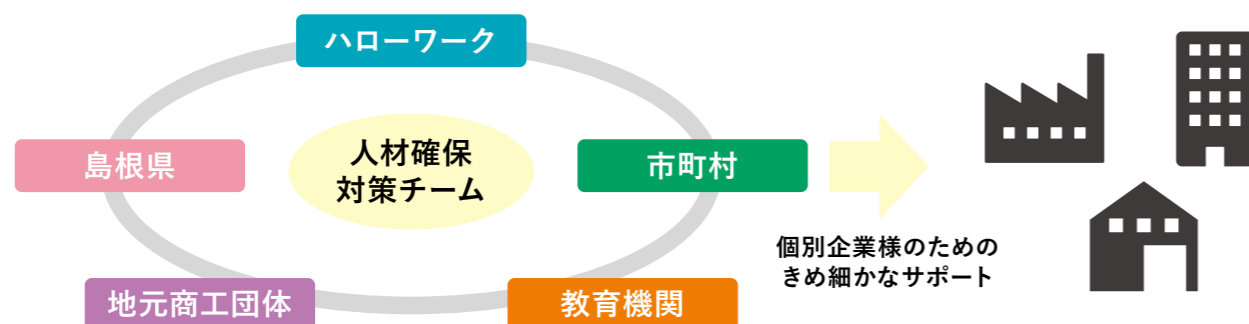 ハローワーク
島根県
人材確保
対策チーム
市町村
個別企業様のための
きめ細かなサポート
地元商工団体
教育機関